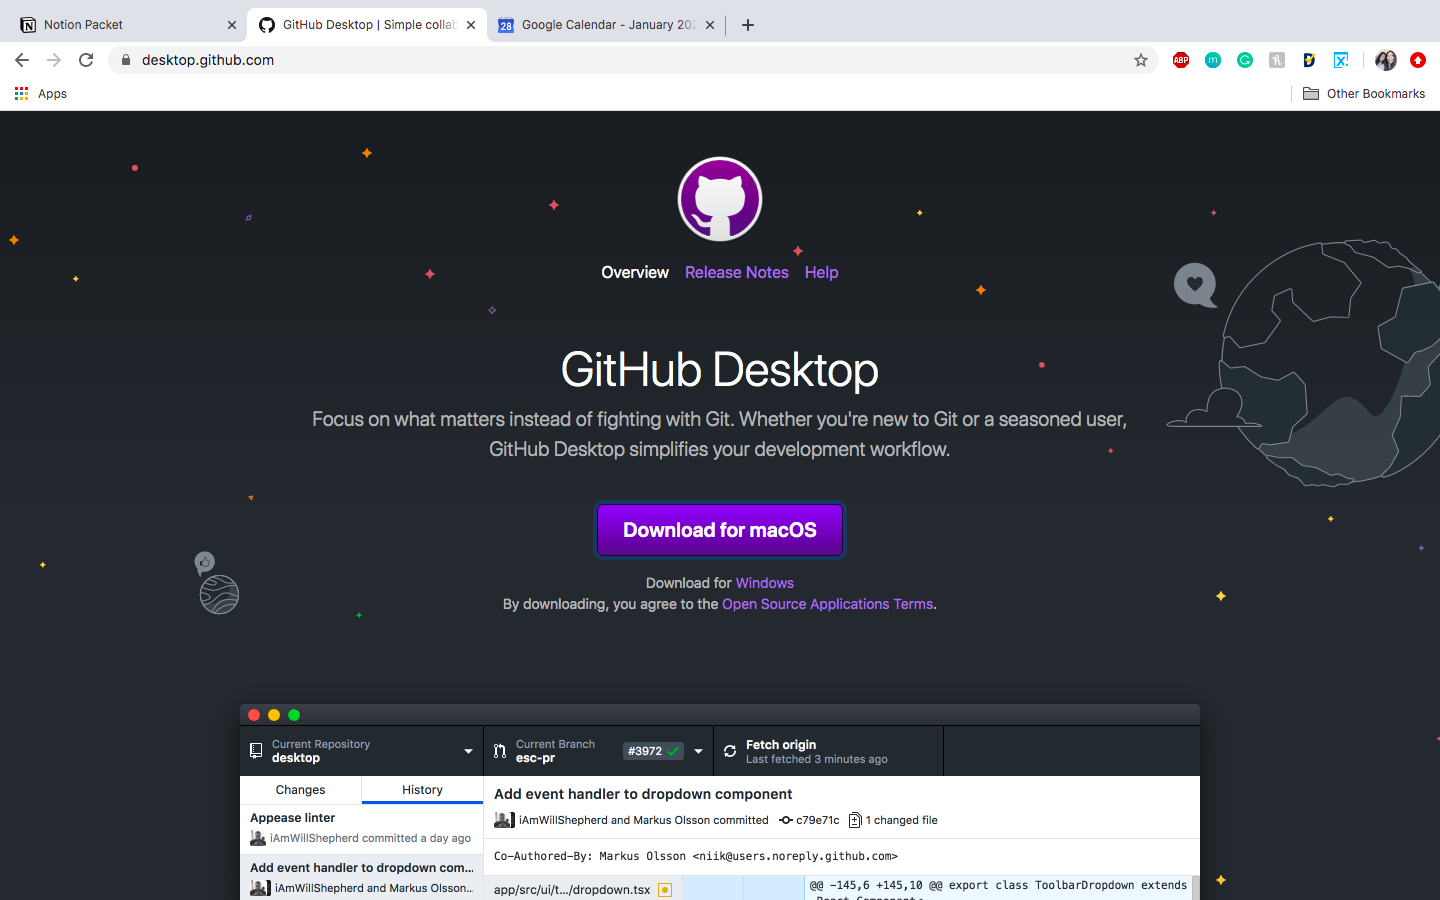 Notion Packet
GitHub Desktop | Simple collab
Google Calendar - January 202
28
desktop.github.com
ABP
m
Apps
Other Bookmarks
Overview Release Notes Help
GitHub Desktop
Focus on what matters instead of fighting with Git. Whether you're new to Git or a seasoned user,
GitHub Desktop simplifies your development workflow.
Download for macOS
Download for Windows
By downloading, you agree to the Open Source Applications Terms.
Current Repository
desktop
Current Branch
esc-pr
#3972
Fetch origin
Last fetched 3 minutes ago
Changes
History
Appease linter
iAmWillShepherd committed a day ago
Add event handler to dropdown com...
iAmWillShepherd and Markus Olsson...
Add event handler to dropdown component
iAmWillShepherd and Markus Olsson committed c79e71c 1 changed file
Co-Authored-By: Markus Olsson <niik@users.noreply.github.com>
app/src/ui/t.../dropdown.tsx
@@ -145,6 +145,10 @@ export class ToolbarDropdown extends
React.Component<